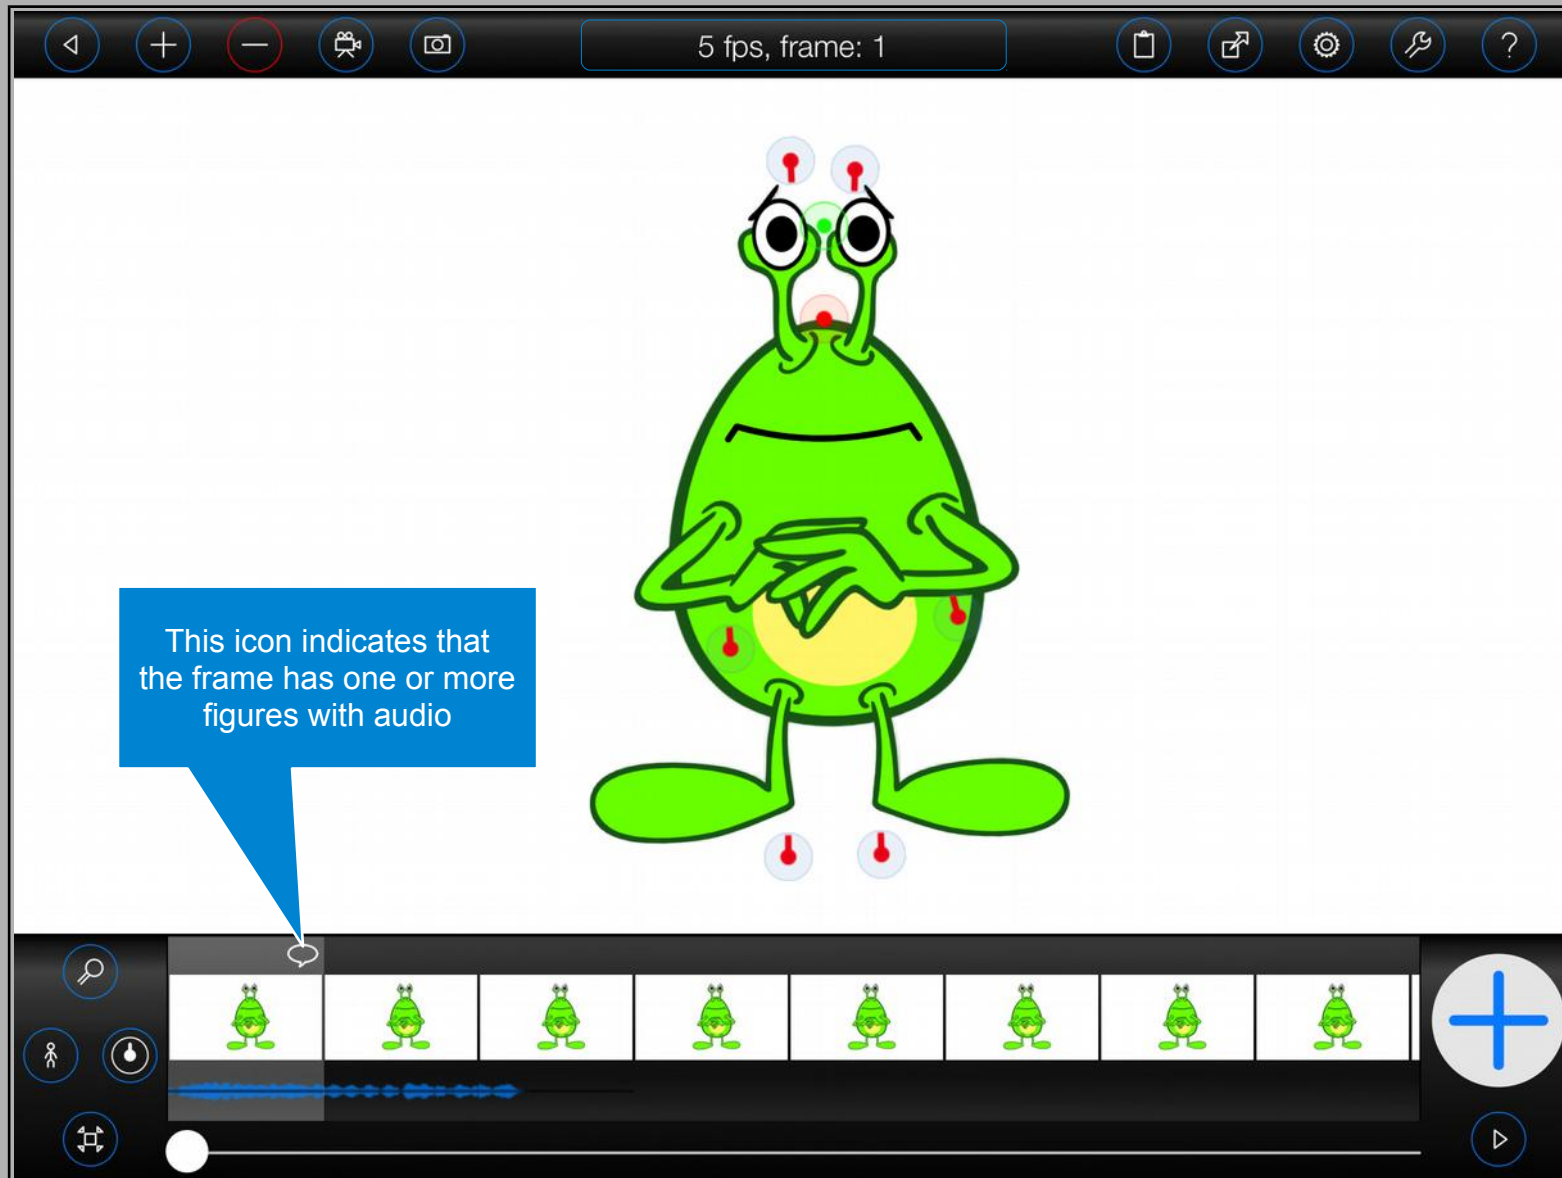 5 fps, frame: 1
?
This icon indicates that
the frame has one or more
figures with audio